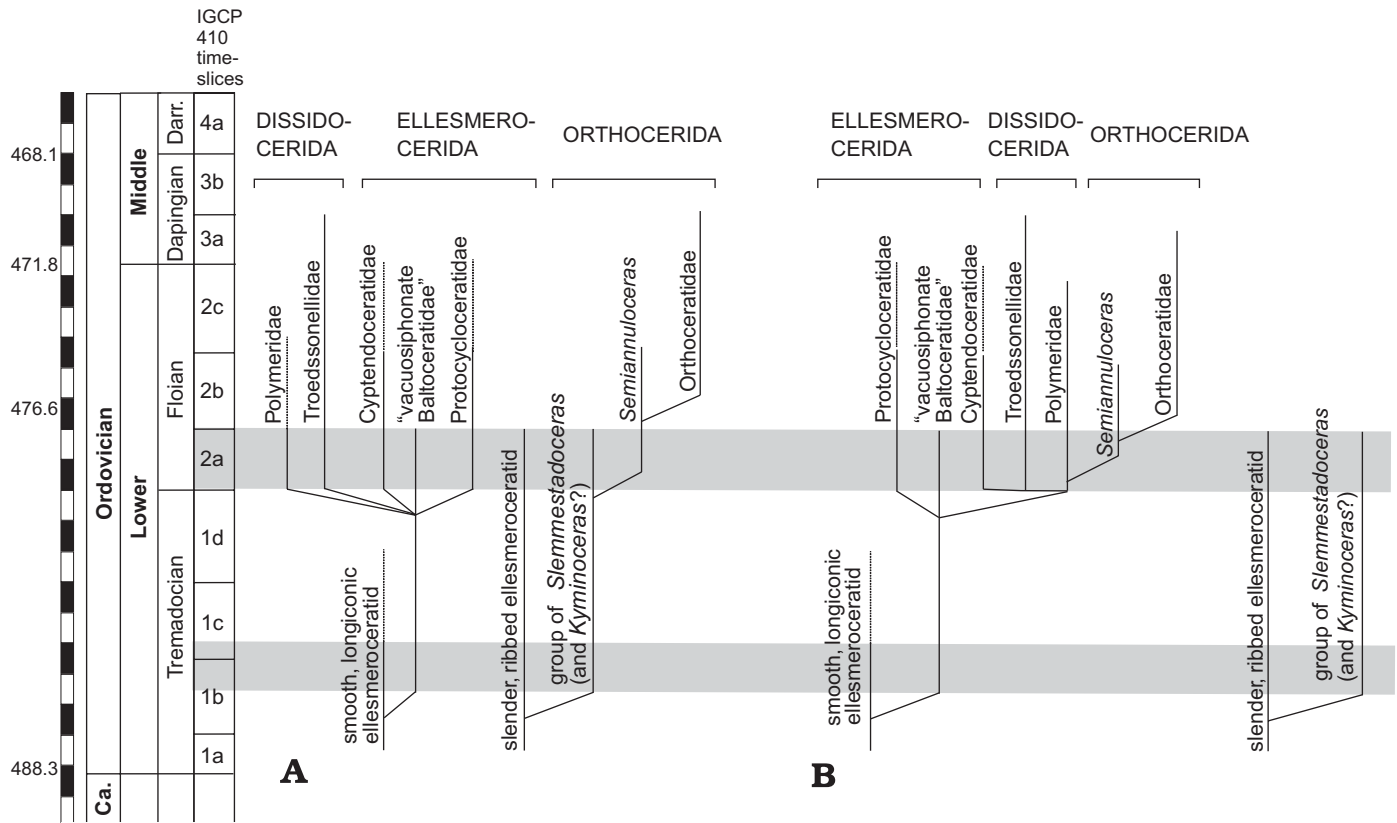 IGCP
410
time-
slices
468.1
471.8
476.6
488.3
Ordovician
Ca.
Middle
Lower
Darr.
Dapingian
Floian
Tremadocian
4a
3b
3a
2c
2b
2a
1d
1c
1b
1a
DISSIDO-
CERIDA
ELLESMERO-
CERIDA
ORTHOCERIDA
Polymeridae
Troedssonellidae
Cyptendoceratidae
“vacuosiphonate
Baltoceratidae”
Protocycloceratidae
Semiannuloceras
Orthoceratidae
smooth, longiconic
ellesmeroceratid
slender, ribbed ellesmeroceratid
group of Slemmestadoceras
(and Kyminoceras?)
A
ELLESMERO-
CERIDA
DISSIDO-
CERIDA
ORTHOCERIDA
Protocycloceratidae
“vacuosiphonate
Baltoceratidae”
Cyptendoceratidae
Troedssonellidae
Polymeridae
Semiannuloceras
Orthoceratidae
smooth, longiconic
ellesmeroceratid
slender, ribbed ellesmeroceratid
group of Slemmestadoceras
(and Kyminoceras?)
B